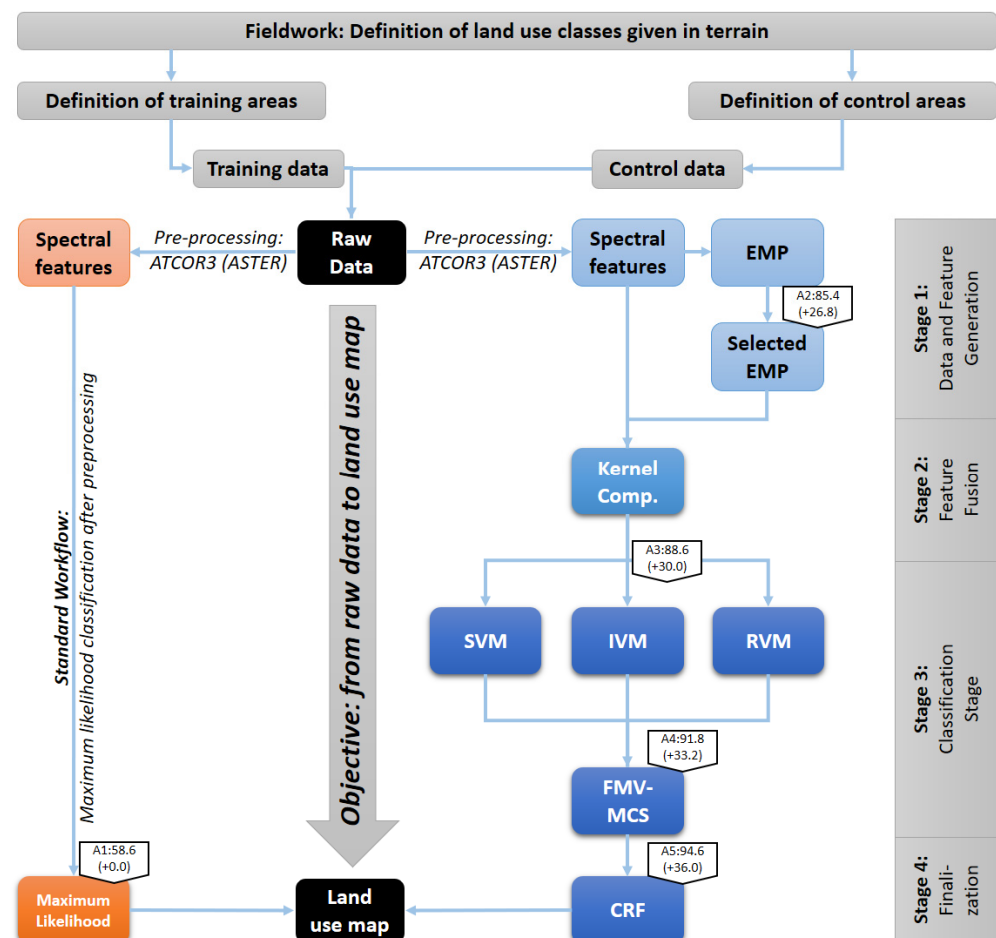 Fieldwork: Definition of land use classes given in terrain
Definition of training areas
Definition of control areas
Training data
Control data
Spectral
features
Pre-processing:
ATCOR3 (ASTER)
Raw
Data
Pre-processing:
ATCOR3 (ASTER)
Spectral
features
EMP
A2:85.4
(+26.8)
Selected
EMP
Stage 1:
Data and Feature
Generation
Kernel
Comp.
Stage 2:
Feature
Fusion
A3:88.6
(+30.0)
SVM
IVM
RVM
Stage 3:
Classification
Stage
A4:91.8
(+33.2)
FMV-
MCS
A5:94.6
(+36.0)
CRF
Stage 4:
Finali-
zation
Standard Workflow:
Maximum likelihood classification after preprocessing
Objective: from raw data to land use map
A1:58.6
(+0.0)
Maximum
Likelihood
Land
use map